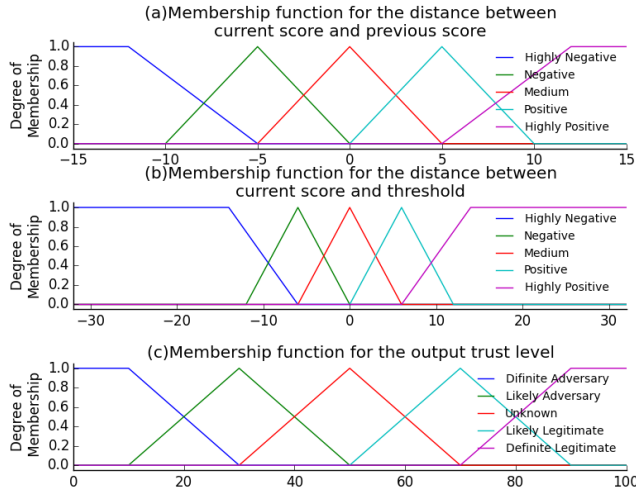 (a)Membership function for the distance between
current score and previous score
Degree of
Membership
1.0
0.8
0.6
0.4
0.2
0.0
Highly Negative
Negative
Medium
Positive
Highly Positive
−15 −10 −5 0 5 10 15
(b)Membership function for the distance between
current score and threshold
Degree of
Membership
1.0
0.8
0.6
0.4
0.2
0.0
Highly Negative
Negative
Medium
Positive
Highly Positive
−30 −20 −10 0 10 20 30
(c)Membership function for the output trust level
Degree of
Membership
1.0
0.8
0.6
0.4
0.2
0.0
Difinite Adversary
Likely Adversary
Unknown
Likely Legitimate
Definite Legitimate
0 20 40 60 80 100